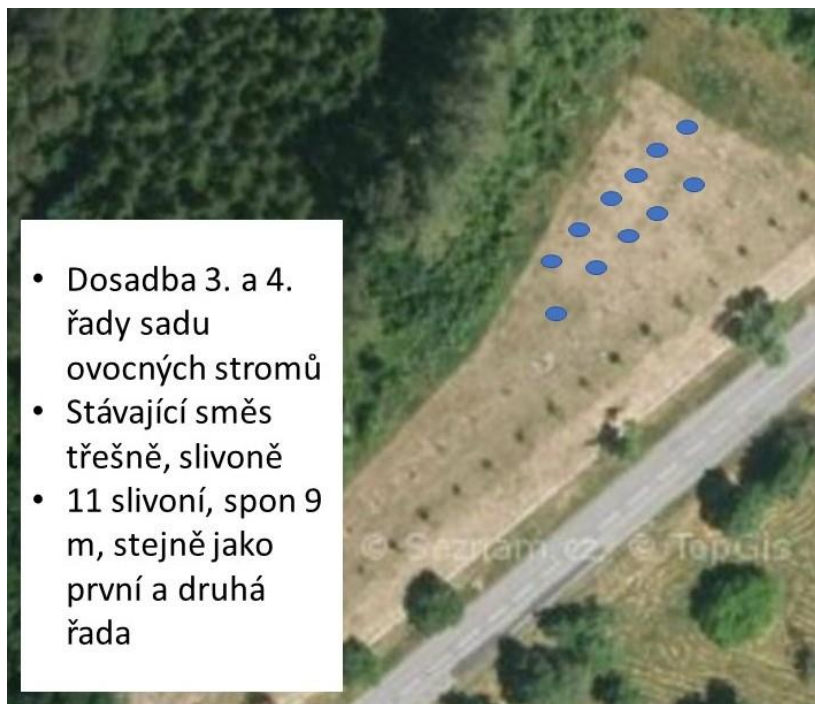 • Dosadba 3. a 4.
řady sadu
ovocných stromů
• Stávající směs
třešně, slivoně
• 11 slivoní, spon 9
m, stejně jako
první a druhá
řada
© Seznam.cz, © TopGis